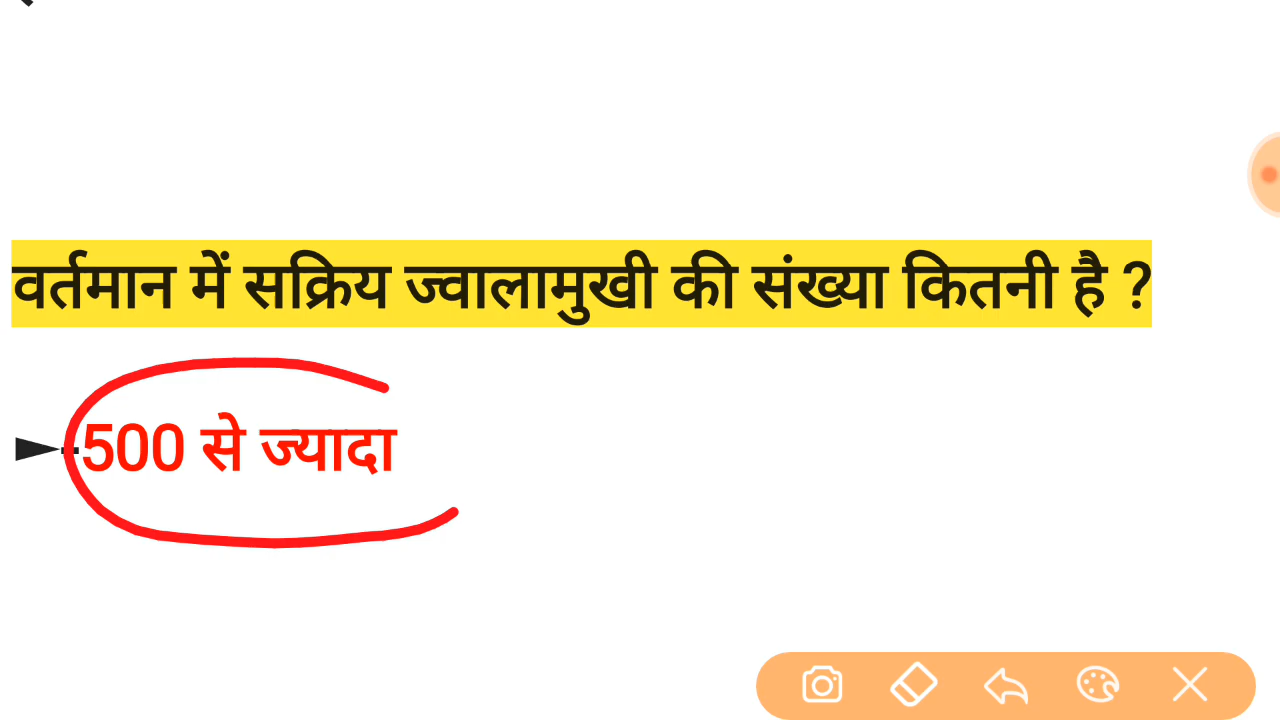 वर्तमान में सक्रिय ज्वालामुखी की संख्या कितनी है ?
►-500 से ज्यादा